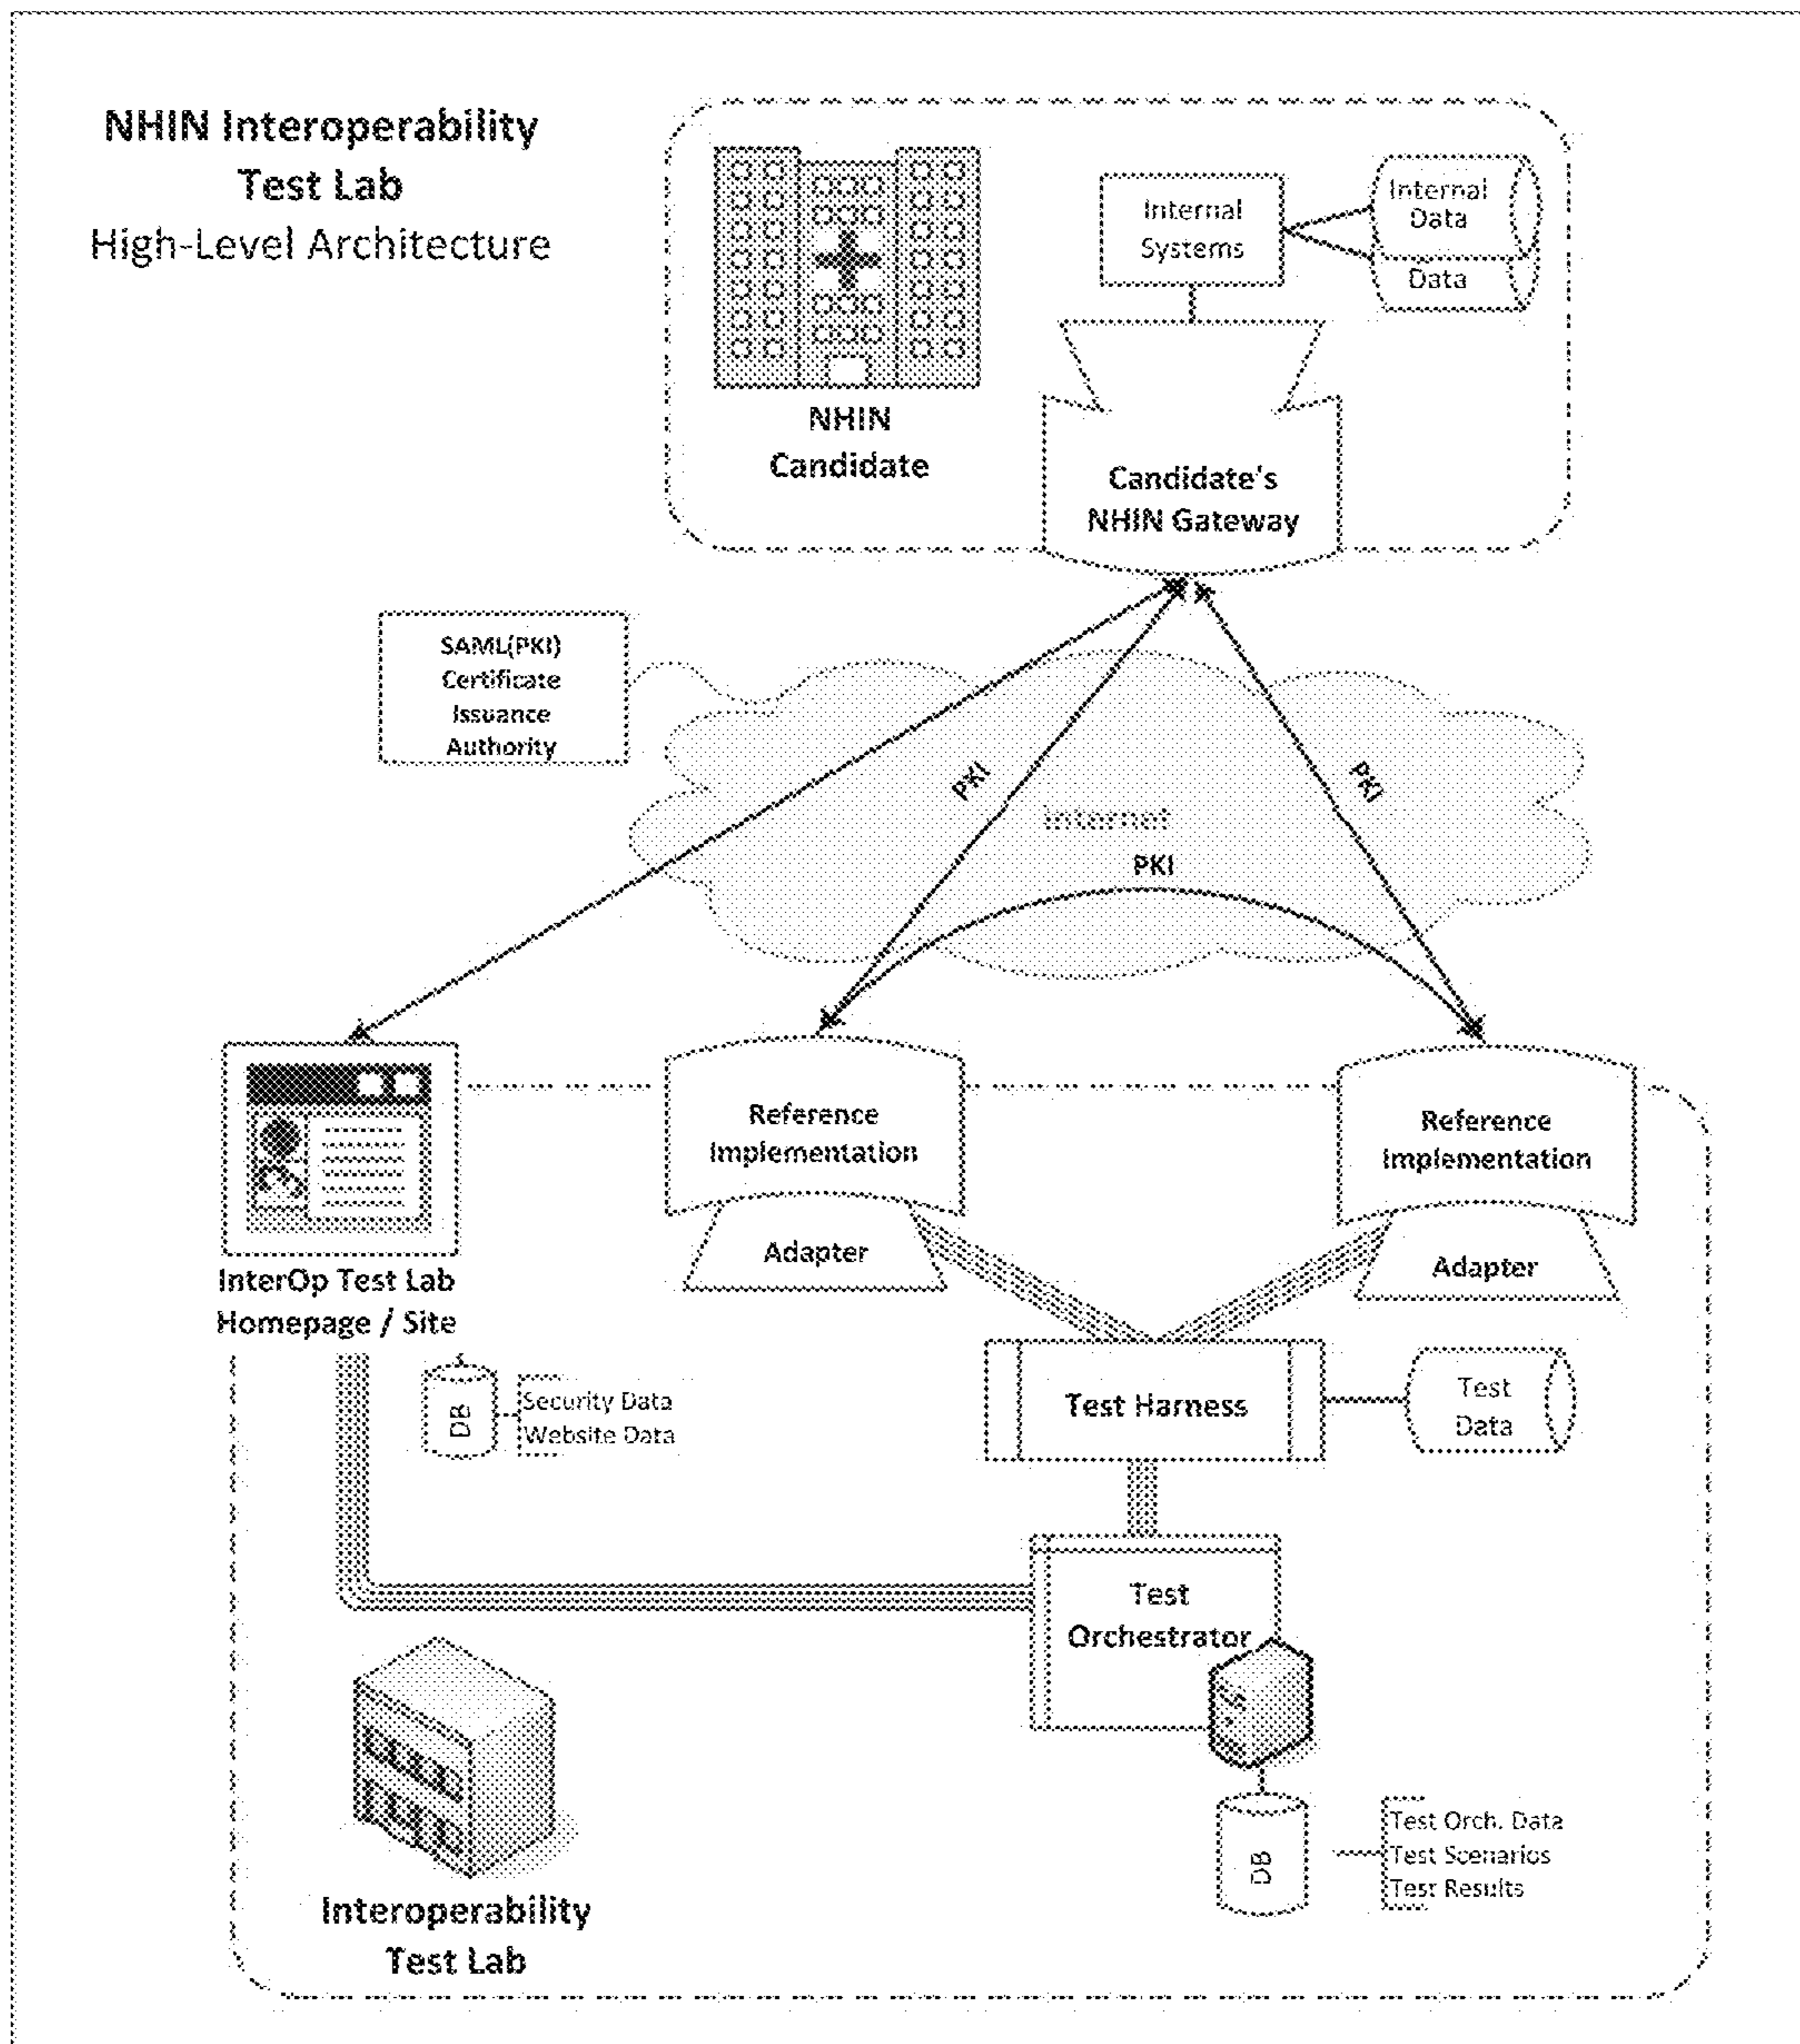 NHIN Interoperability
Test Lab
High-Level Architecture
Internal
Systems
Internal
Data
Data
NHIN
Candidate
Candidate's
NHIN Gateway
SAML(PKI)
Certificate
Issuance
Authority
PKI
PKI
Internet
PKI
Reference
Implementation
Reference
Implementation
Adapter
Adapter
InterOp Test Lab
Homepage / Site
DB
Security Data
Website Data
Test Harness
Test
Data
Test
Orchestrator
DB
Test Orch. Data
Test Scenarios
Test Results
Interoperability
Test Lab